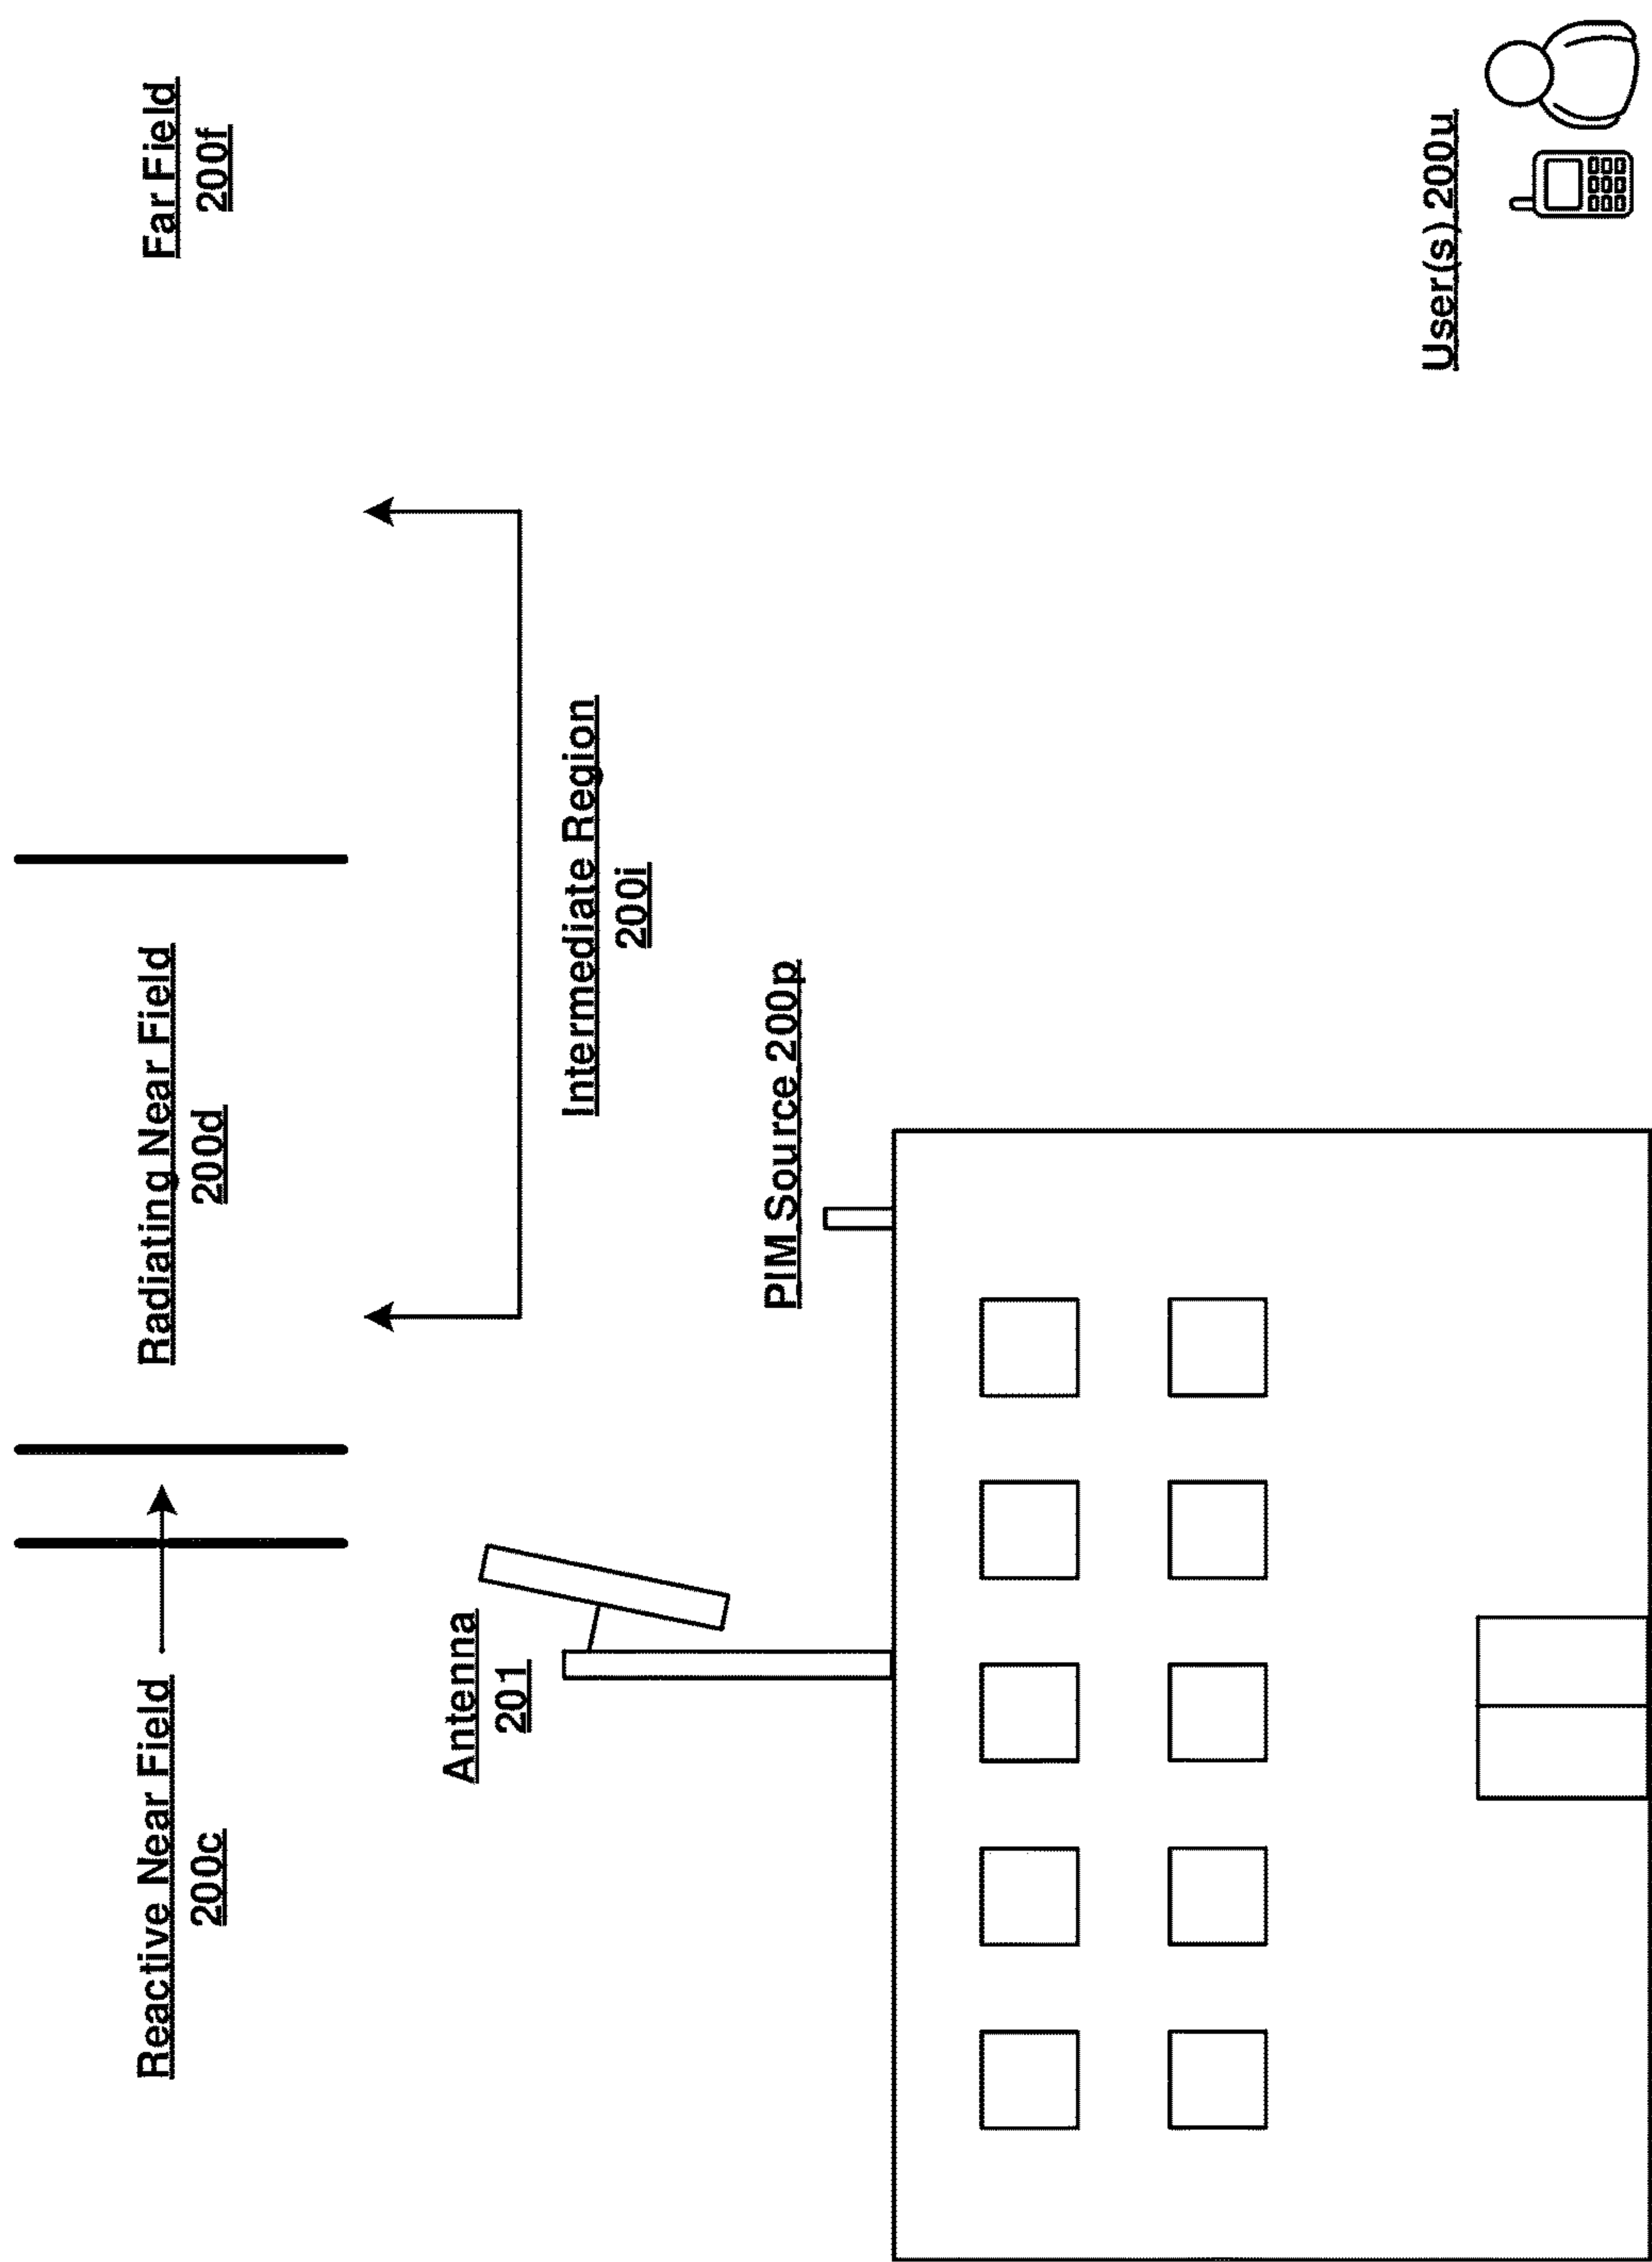 Reactive Near Field
200c
Radiating Near Field
200d
Far Field
200f
Antenna
201
Intermediate Region
200i
PIM Source 200p
User(s) 200u